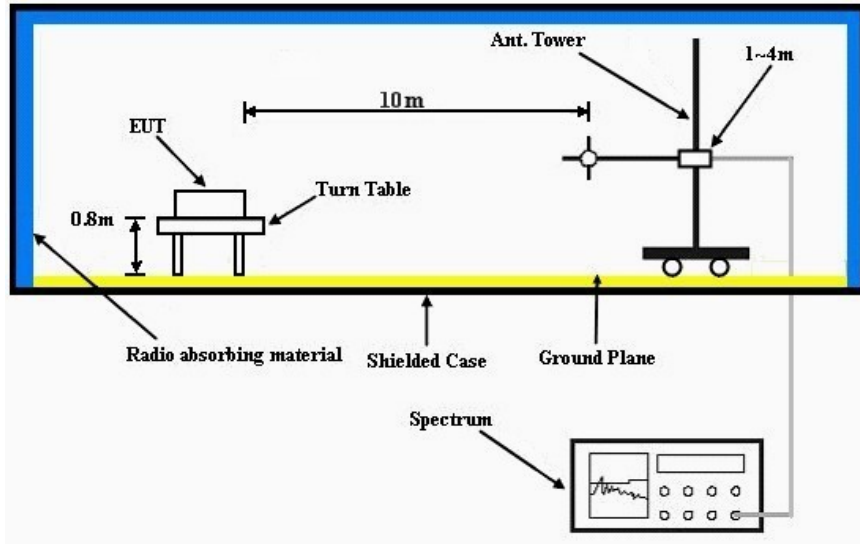 Ant. Tower
1~4m
10m
EUT
Turn Table
0.8m
Radio absorbing material
Shielded Case
Ground Plane
Spectrum